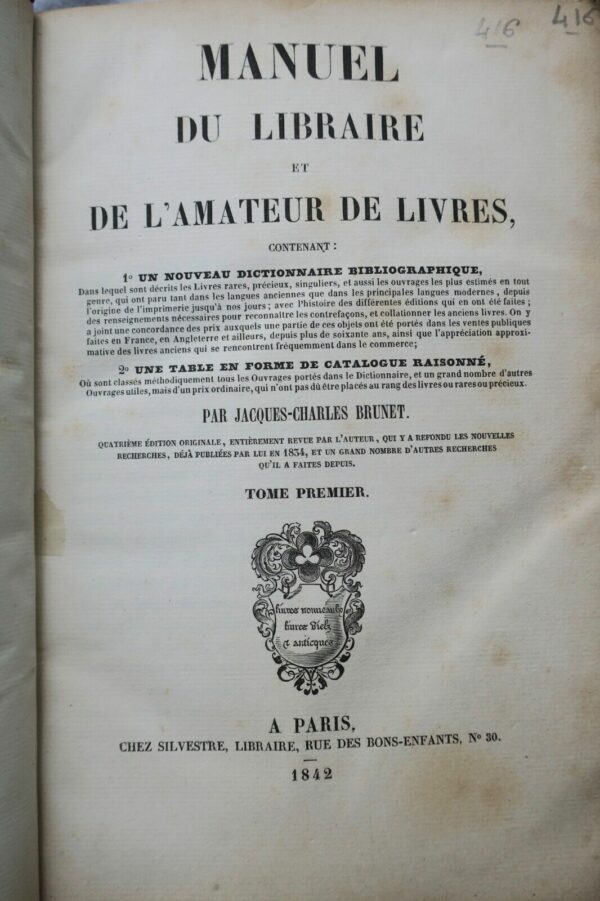 416 416
MANUEL
DU LIBRAIRE
ET
DE L'AMATEUR DE LIVRES,
CONTENANT :
1º UN NOUVEAU DICTIONNAIRE BIBLIOGRAPHIQUE,
Dans lequel sont décrits les Livres rares, précieux, singuliers, et aussi les ouvrages les plus estimés en tout
genre, qui ont paru tant dans les langues anciennes que dans les principales langues modernes, depuis
l'origine de l'imprimerie jusqu'à nos jours ; avec l'histoire des différentes éditions qui en ont été faites ;
des renseignements nécessaires pour reconnaître les contrefaçons, et collationner les anciens livres. On y
a joint une concordance des prix auxquels une partie de ces objets ont été portés dans les ventes publiques
faites en France, en Angleterre et ailleurs, depuis plus de soixante ans, ainsi que l'appréciation approxi-
mative des livres anciens qui se rencontrent fréquemment dans le commerce;
2º UNE TABLE EN FORME DE CATALOGUE RAISONNÉ,
Où sont classés méthodiquement tous les Ouvrages portés dans le Dictionnaire, et un grand nombre d'autres
Ouvrages utiles, mais d'un prix ordinaire, qui n'ont pas dû être placés au rang des livres ou rares ou précieux.
PAR JACQUES-CHARLES BRUNET.
QUATRIÈME ÉDITION ORIGINALE, ENTIÈREMENT REVUE PAR L'AUTEUR, QUI Y A REFONDU LES NOUVELLES
RECHERCHES, DÉJA PUBLIÉES PAR LUI EN 1834, ET UN GRAND NOMBRE D'AUTRES RECHERCHES
QU'IL A FAITES DEPUIS.
TOME PREMIER.
livres nouveaulx
livres vielz
et anticques
A PARIS,
CHEZ SILVESTRE, LIBRAIRE, RUE DES BONS-ENFANTS, Nº 30.
1842